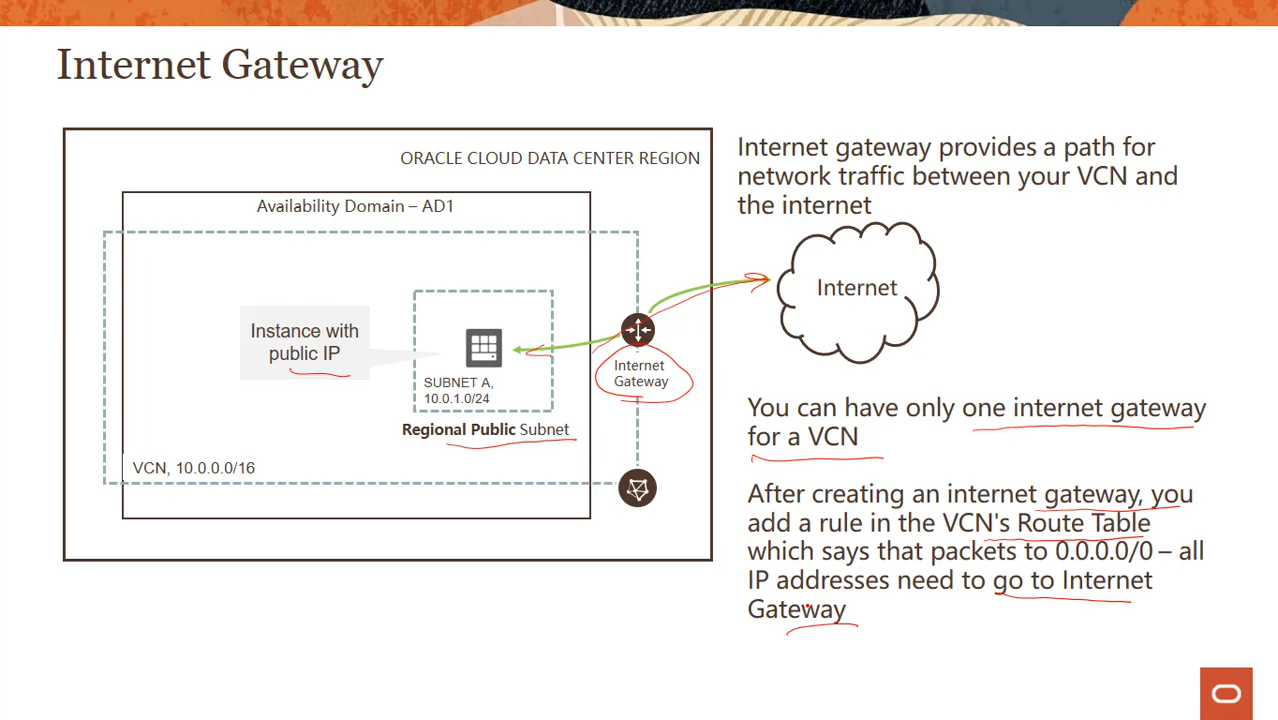 Internet Gateway
ORACLE CLOUD DATA CENTER REGION
Availability Domain – AD1
Instance with
public IP
SUBNET A,
10.0.1.0/24
Regional Public Subnet
VCN, 10.0.0.0/16
Internet
Gateway
Internet gateway provides a path for
network traffic between your VCN and
the internet
Internet
You can have only one internet gateway
for a VCN
After creating an internet gateway, you
add a rule in the VCN's Route Table
which says that packets to 0.0.0.0/0 – all
IP addresses need to go to Internet
Gateway